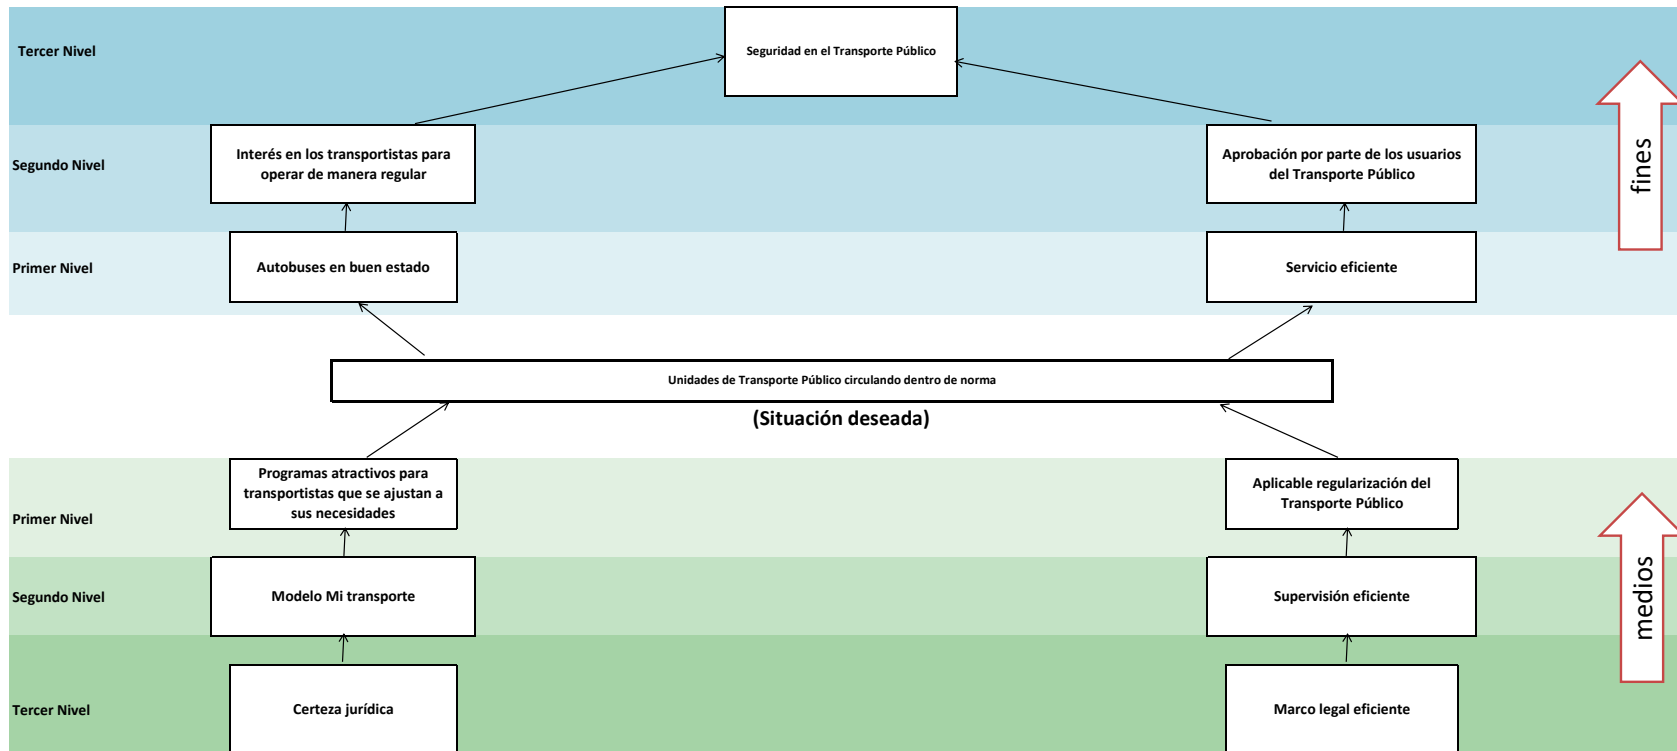 Tercer Nivel
Seguridad en el Transporte Público
Segundo Nivel
Interés en los transportistas para
operar de manera regular
Aprobación por parte de los usuarios
del Transporte Público
fines
Primer Nivel
Autobuses en buen estado
Servicio eficiente
Unidades de Transporte Público circulando dentro de norma
(Situación deseada)
Primer Nivel
Programas atractivos para
transportistas que se ajustan a
sus necesidades
Aplicable regularización del
Transporte Público
Segundo Nivel
Modelo Mi transporte
Supervisión eficiente
medios
Tercer Nivel
Certeza jurídica
Marco legal eficiente